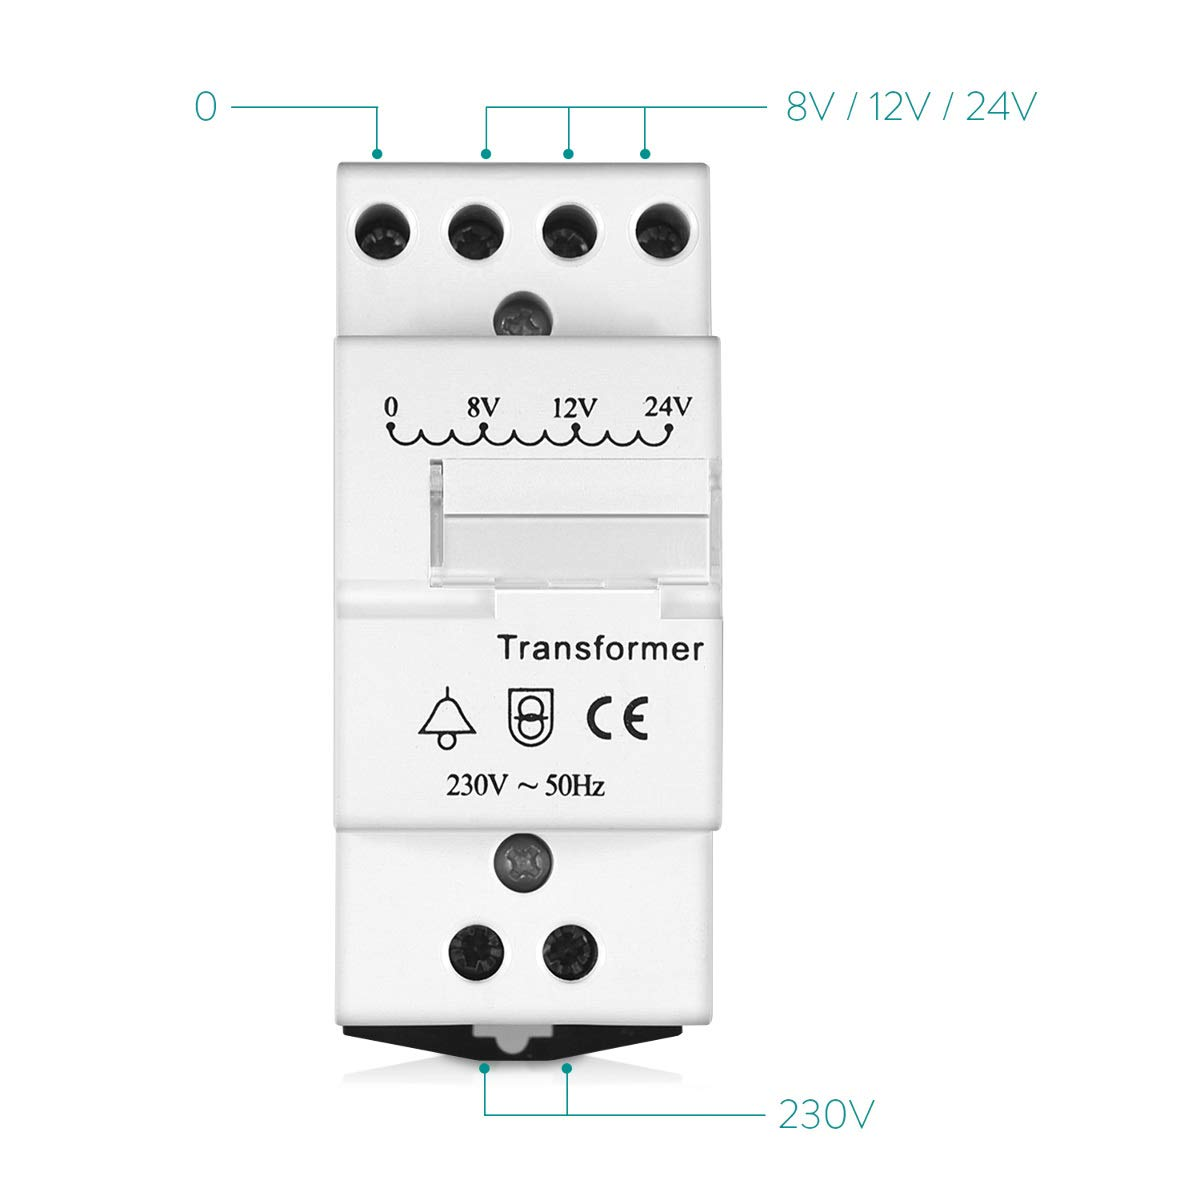 0
8V / 12V / 24V
0 8V 12V 24V
Transformer
CE
230V ~ 50Hz
230V